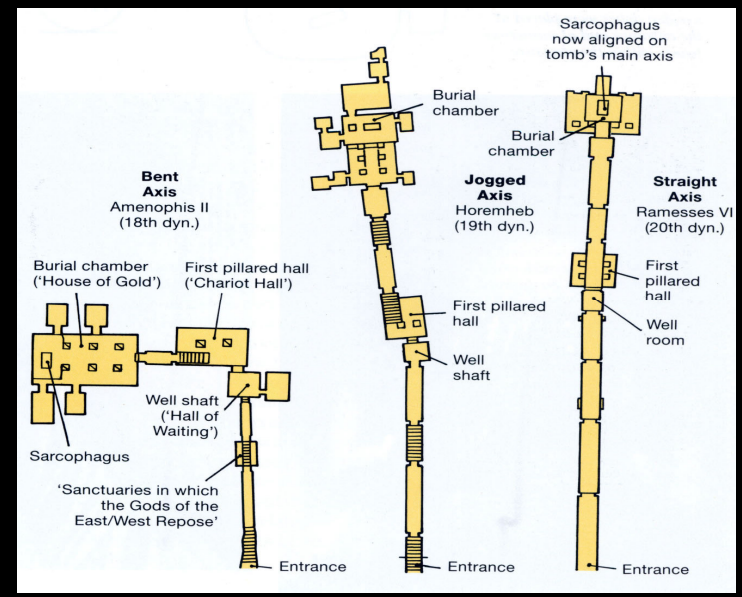 Sarcophagus
now aligned on
tomb's main axis
Burial
chamber
Burial
chamber
Bent
Axis
Amenophis II
(18th dyn.)
Jogged
Axis
Horemheb
(19th dyn.)
Straight
Axis
Ramesses VI
(20th dyn.)
Burial chamber
('House of Gold')
First pillared hall
('Chariot Hall')
First pillared
hall
First
pillared
hall
Well
shaft
Well
room
Well shaft
('Hall of
Waiting')
Sarcophagus
'Sanctuaries in which
the Gods of the
East/West Repose'
Entrance
Entrance
Entrance